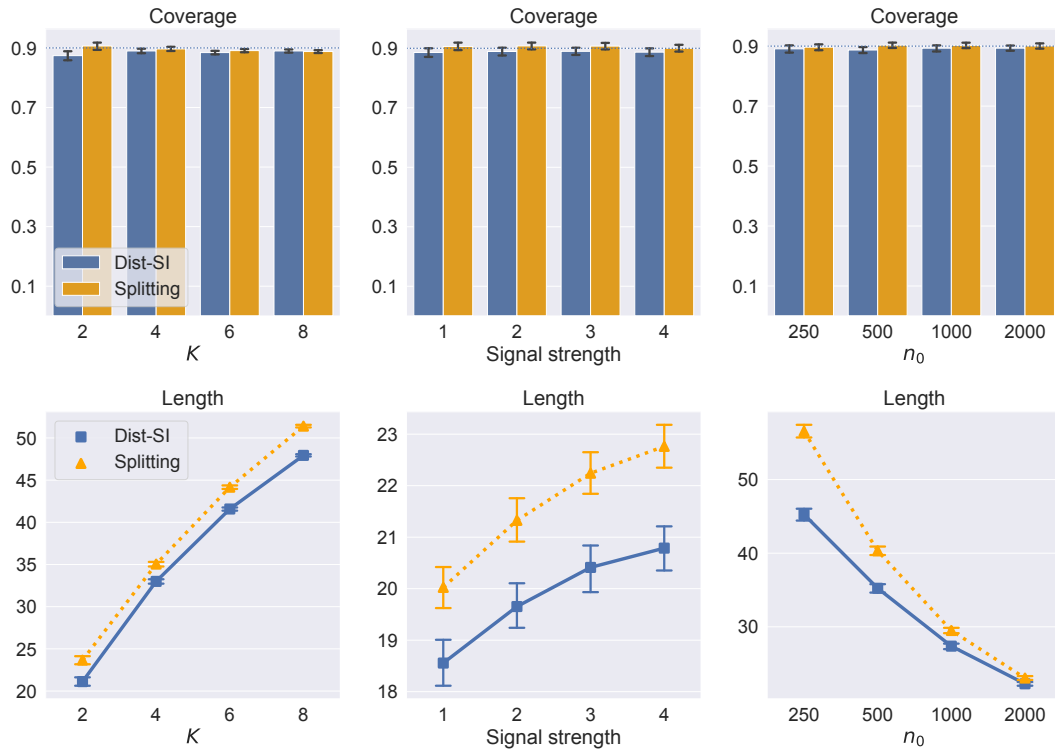 Coverage
0.9
0.7
0.5
0.3
0.1
Dist-SI
Splitting
2 4 6 8
K
Coverage
0.9
0.7
0.5
0.3
0.1
1 2 3 4
Signal strength
Coverage
0.9
0.7
0.5
0.3
0.1
250 500 1000 2000
n₀
Length
50
45
40
35
30
25
20
Dist-SI
Splitting
2 4 6 8
K
Length
23
22
21
20
19
18
1 2 3 4
Signal strength
Length
50
40
30
250 500 1000 2000
n₀